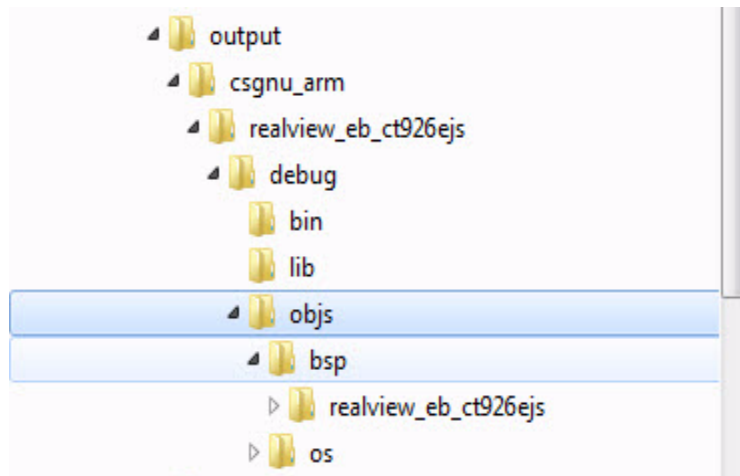 output
csgnu_arm
realview_eb_ct926ejs
debug
bin
lib
objs
bsp
realview_eb_ct926ejs
os